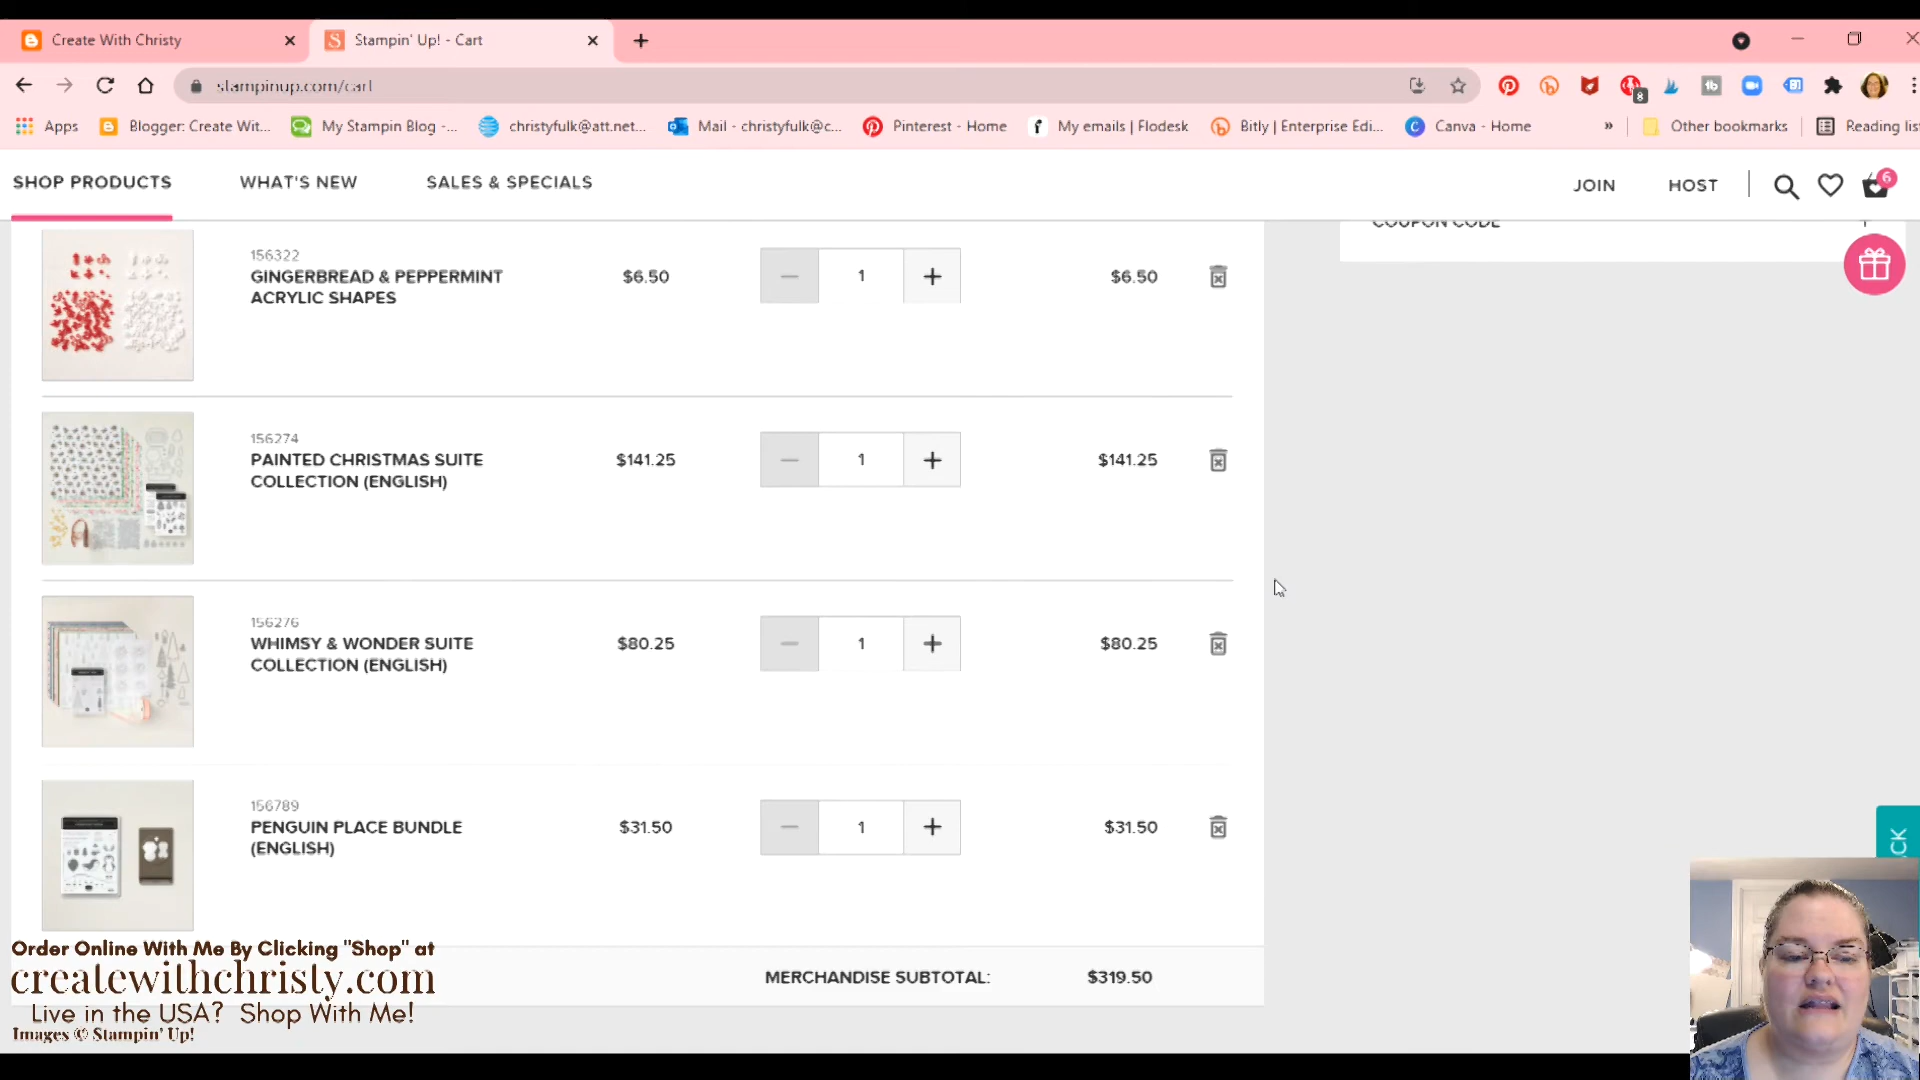 Create With Christy
Stampin' Up! - Cart
stampinup.com/cart
8
Apps
Blogger: Create Wit...
My Stampin Blog -...
christyfulk@att.net...
Mail - christyfulk@c...
Pinterest - Home
My emails | Flodesk
Bitly | Enterprise Edi...
Canva - Home
»
Other bookmarks
Reading list
SHOP PRODUCTS
WHAT'S NEW
SALES & SPECIALS
JOIN
HOST
6
COUPON CODE
156322
GINGERBREAD & PEPPERMINT
ACRYLIC SHAPES
$6.50
1
$6.50
156274
PAINTED CHRISTMAS SUITE
COLLECTION (ENGLISH)
$141.25
1
$141.25
156276
WHIMSY & WONDER SUITE
COLLECTION (ENGLISH)
$80.25
1
$80.25
156789
PENGUIN PLACE BUNDLE
(ENGLISH)
$31.50
1
$31.50
MERCHANDISE SUBTOTAL:
$319.50
Order Online With Me By Clicking "Shop" at
createwithchristy.com
Live in the USA? Shop With Me!
Images © Stampin' Up!